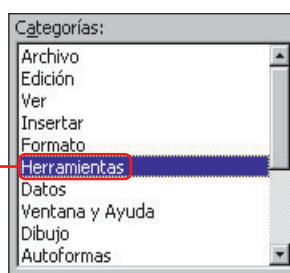 Categorías:
Archivo
Edición
Ver
Insertar
Formato
Herramientas
Datos
Ventana y Ayuda
Dibujo
Autoformas